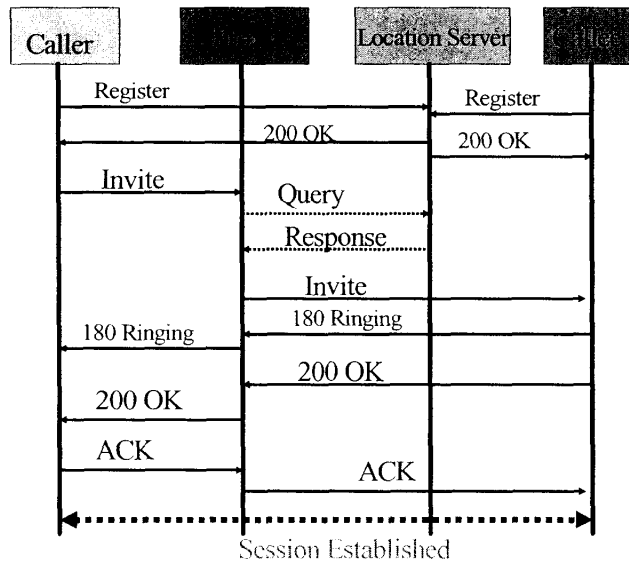 Caller
Location Server
Register
Register
200 OK
200 OK
Invite
Query
Response
Invite
180 Ringing
180 Ringing
200 OK
200 OK
ACK
ACK
Session Established